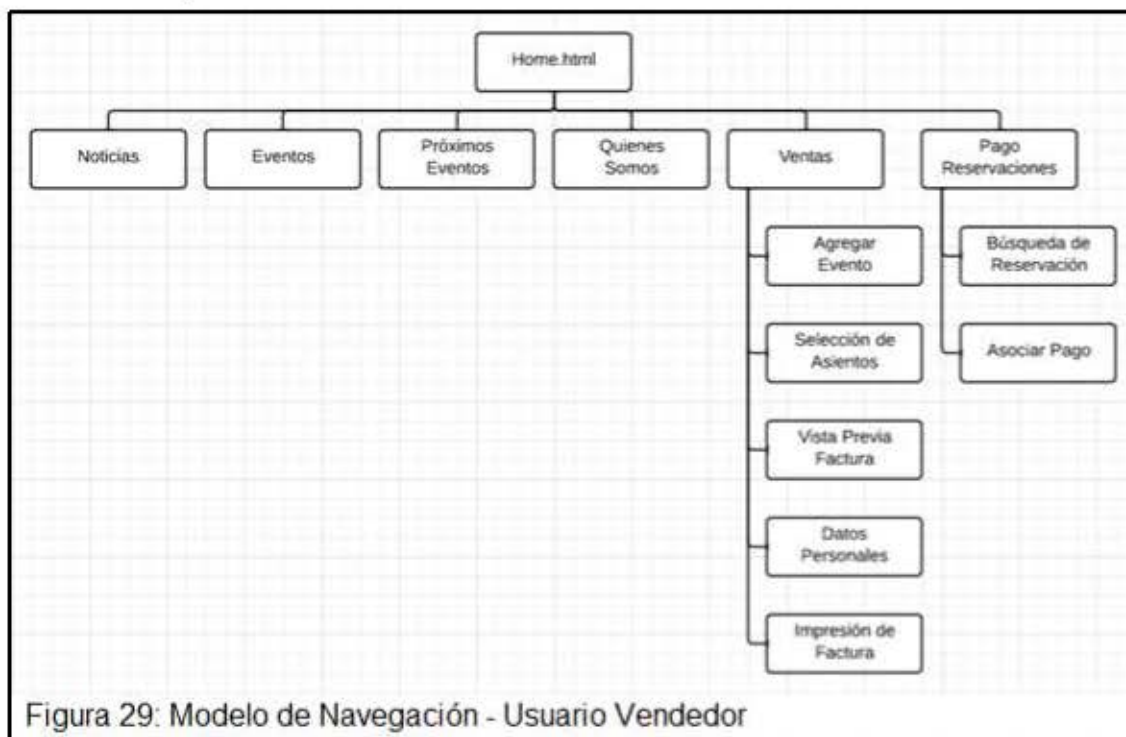 Home.html
Noticias
Eventos
Próximos
Eventos
Quienes
Somos
Ventas
Pago
Reservaciones
Agregar
Evento
Selección de
Asientos
Vista Previa
Factura
Datos
Personales
Impresión de
Factura
Búsqueda de
Reservación
Asociar Pago
Figura 29: Modelo de Navegación - Usuario Vendedor